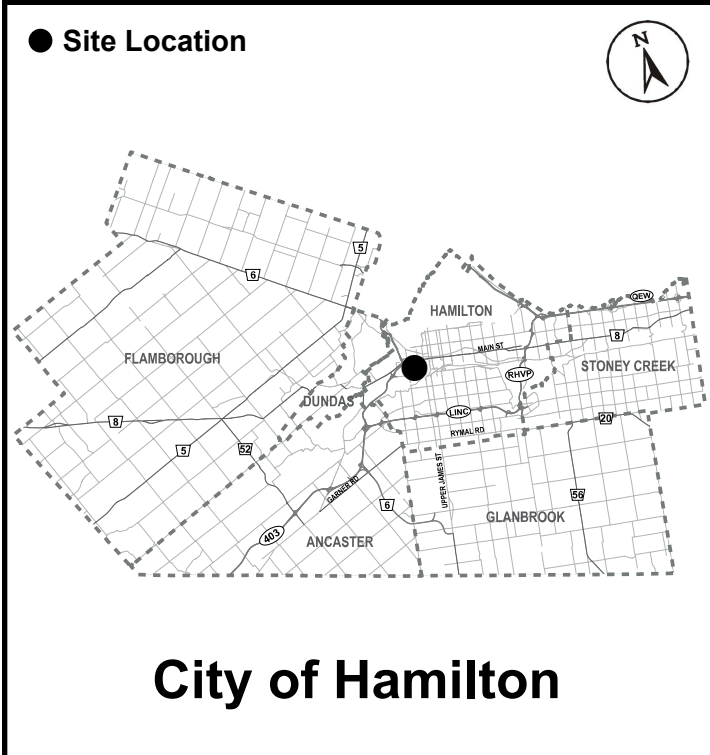 Site Location
N
5
6
HAMILTON
QEW
MAIN ST
8
FLAMBOROUGH
STONEY CREEK
RHVP
DUNDAS
LINC
20
8
RYMAL RD
5
52
UPPER JAMES ST
GARNER RD
56
6
GLANBROOK
403
ANCASTER
City of Hamilton